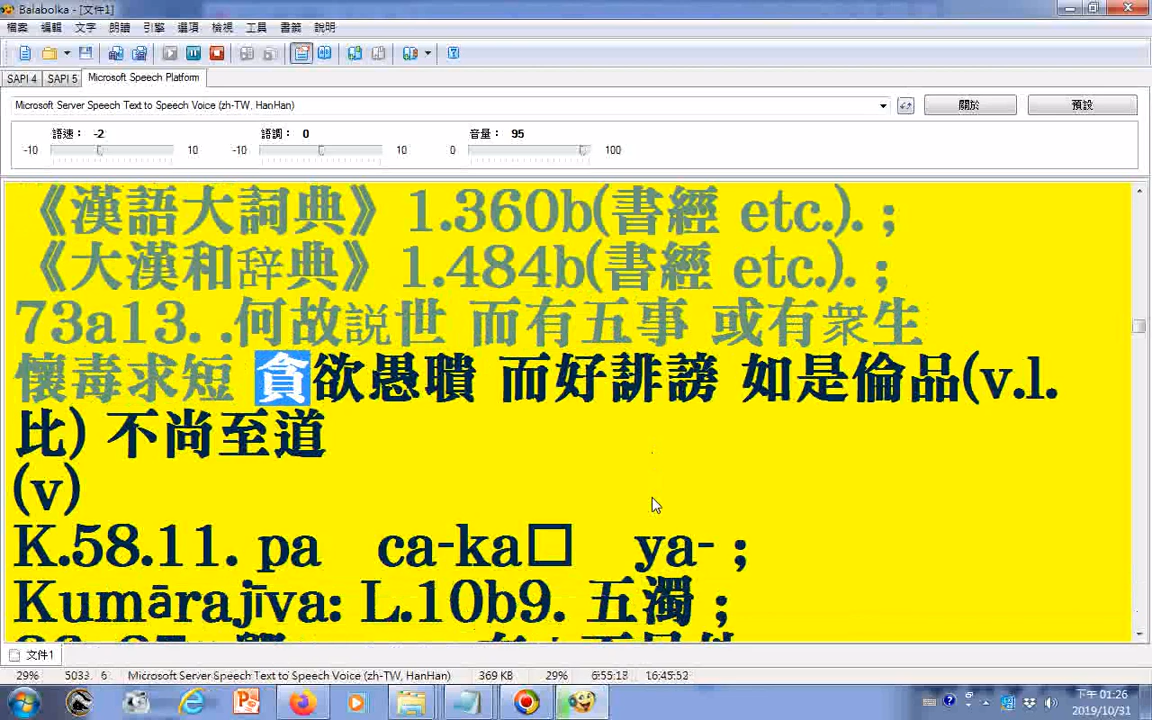 Balabolka - [文件1]
檔案 編輯 文字 朗讀 引擎 選項 檢視 工具 書籤 說明
SAPI 4 SAPI 5 Microsoft Speech Platform
Microsoft Server Speech Text to Speech Voice (zh-TW, HanHan) 關於 預設
語速： -2 語調： 0 音量： 95
-10 10 -10 10 0 100
《漢語大詞典》 1.360b(書經 etc.). ;
《大漢和辞典》 1.484b(書經 etc.). ;
73a13. .何故説世 而有五事 或有衆生
懷毒求短 貪欲愚聵 而好誹謗 如是倫品(v.l.
比) 不尚至道
(v)
K.58.11. pa ca-ka□ ya- ;
Kumārajīva: L.10b9. 五濁 ;
文件1
29% 5033. 6 Microsoft Server Speech Text to Speech Voice (zh-TW, HanHan) 369 KB 29% 6:55:13 16:45:53
下午 01:26
2019/10/31